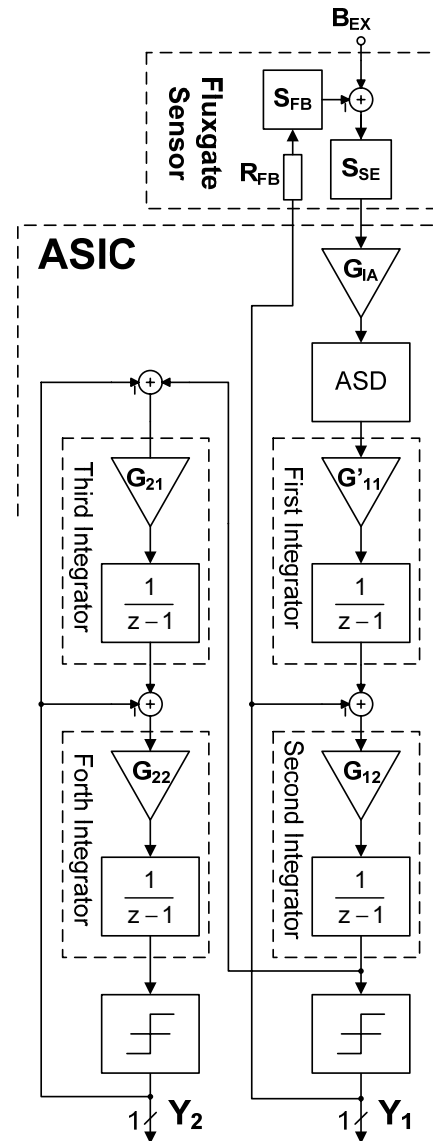 B_EX
Fluxgate
Sensor
S_FB
+
R_FB
S_SE
ASIC
G_IA
ASD
+
Third Integrator
G_21
1
z − 1
First Integrator
G'_11
1
z − 1
+
+
Forth Integrator
G_22
1
z − 1
Second Integrator
G_12
1
z − 1
1
Y_2
1
Y_1